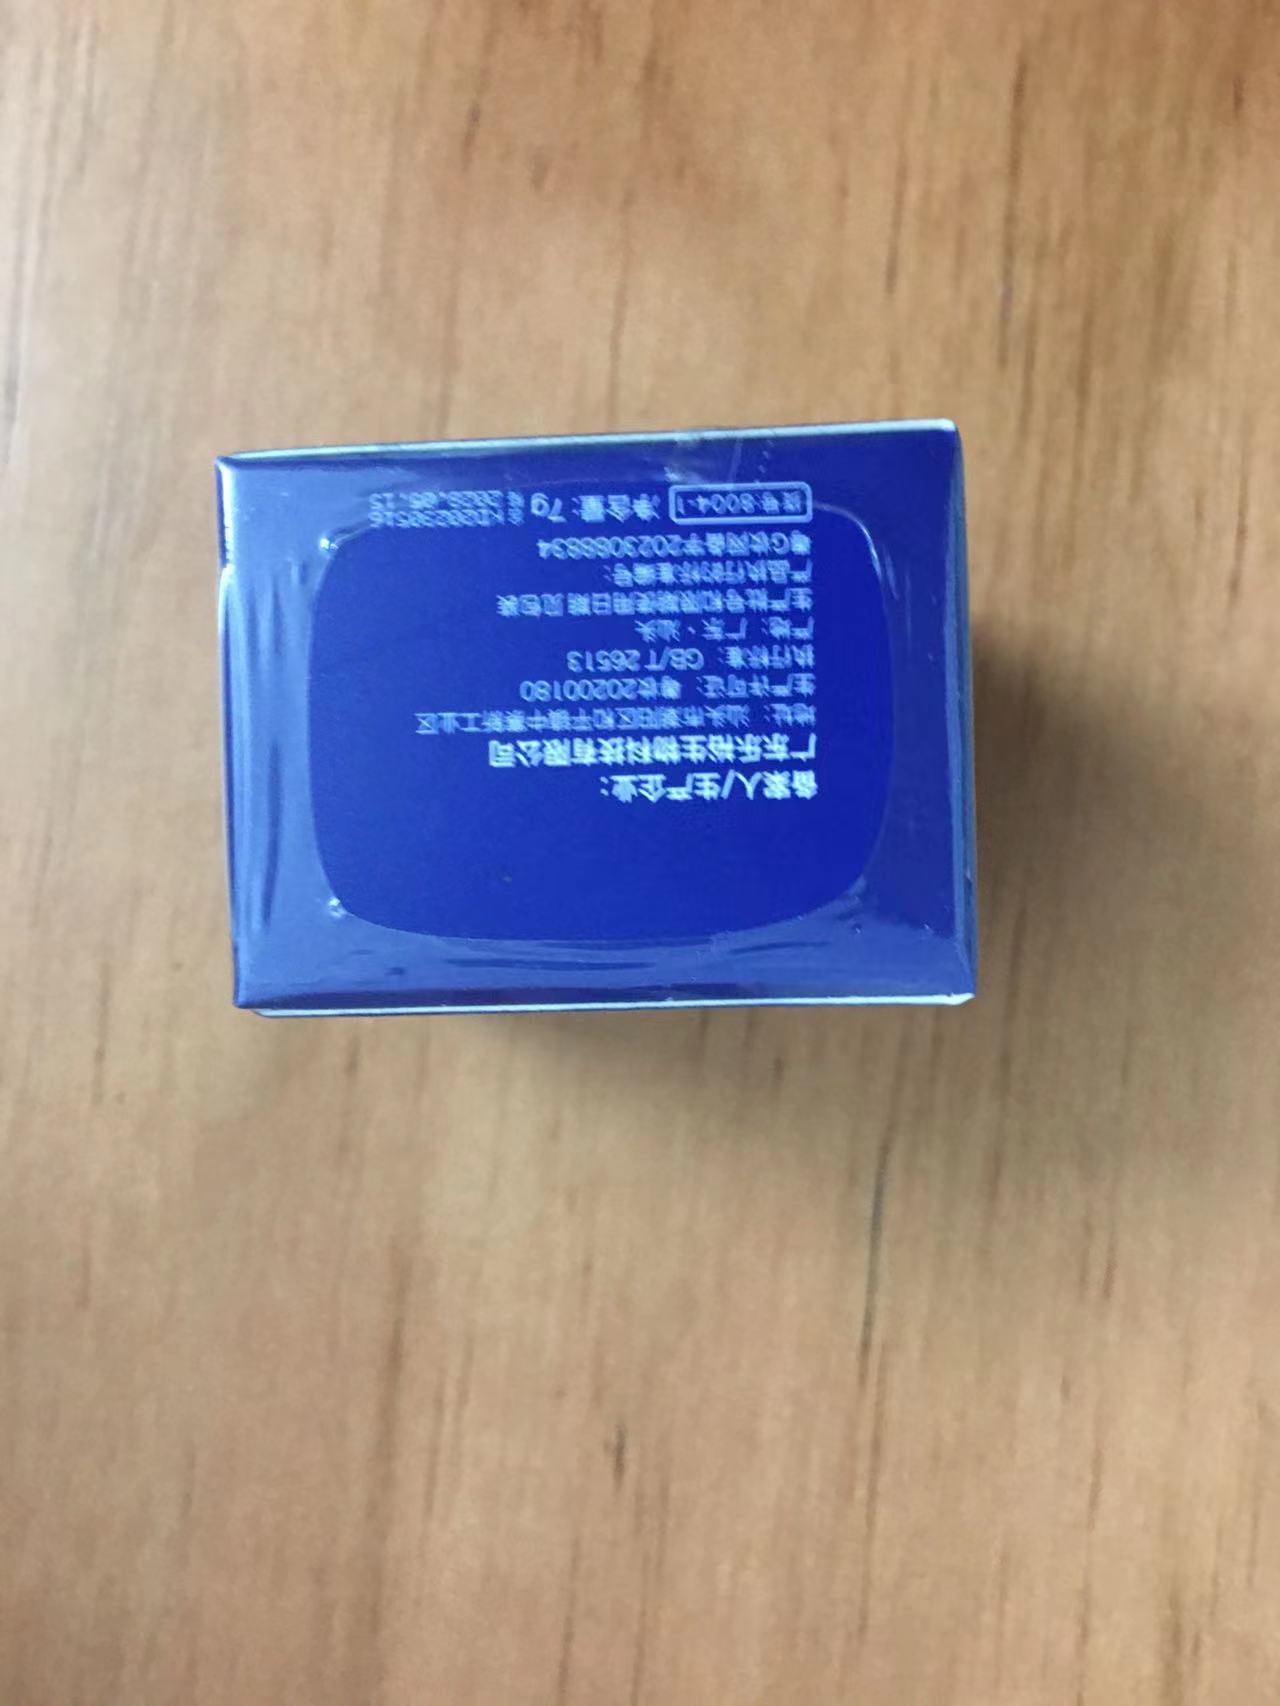 备案人/生产企业：
广东乐裕生物科技有限公司
地址：汕头市潮阳区和平镇中寨新工业区
生产许可证：粤妆20200180
执行标准：GB/T 26513
产地：广东·汕头
生产批号和限期使用日期 见包装
产品执行的标准编号：
粤G妆网备字2023088834
货号:8004-1 净含量：7g